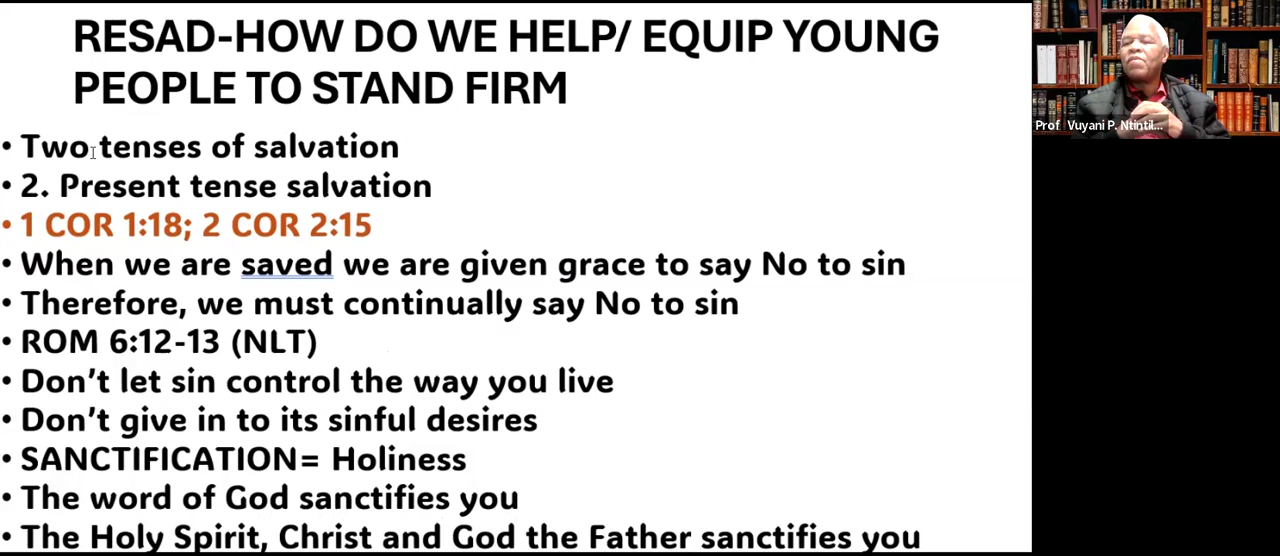 RESAD-HOW DO WE HELP/ EQUIP YOUNG
PEOPLE TO STAND FIRM
• Two tenses of salvation
• 2. Present tense salvation
• 1 COR 1:18; 2 COR 2:15
• When we are saved we are given grace to say No to sin
• Therefore, we must continually say No to sin
• ROM 6:12-13 (NLT)
• Don't let sin control the way you live
• Don't give in to its sinful desires
• SANCTIFICATION= Holiness
• The word of God sanctifies you
• The Holy Spirit, Christ and God the Father sanctifies you
Prof Vuyani P. Ntintil...